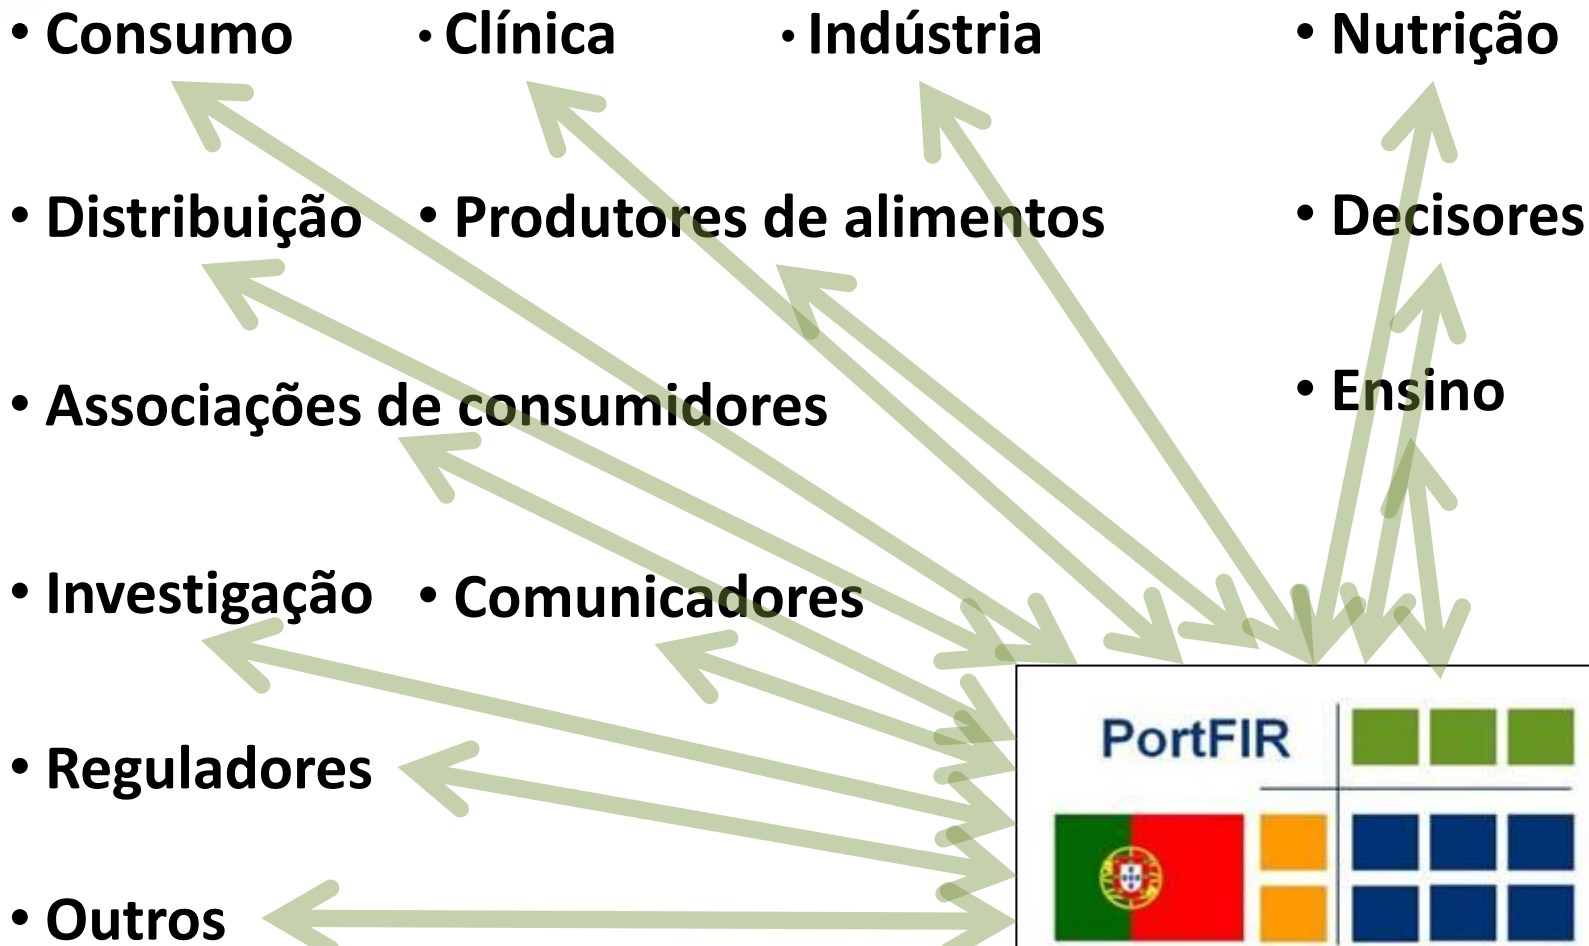 • Consumo • Clínica • Indústria • Nutrição
• Distribuição • Produtores de alimentos • Decisores
• Associações de consumidores • Ensino
• Investigação • Comunicadores
PortFIR
• Reguladores
• Outros